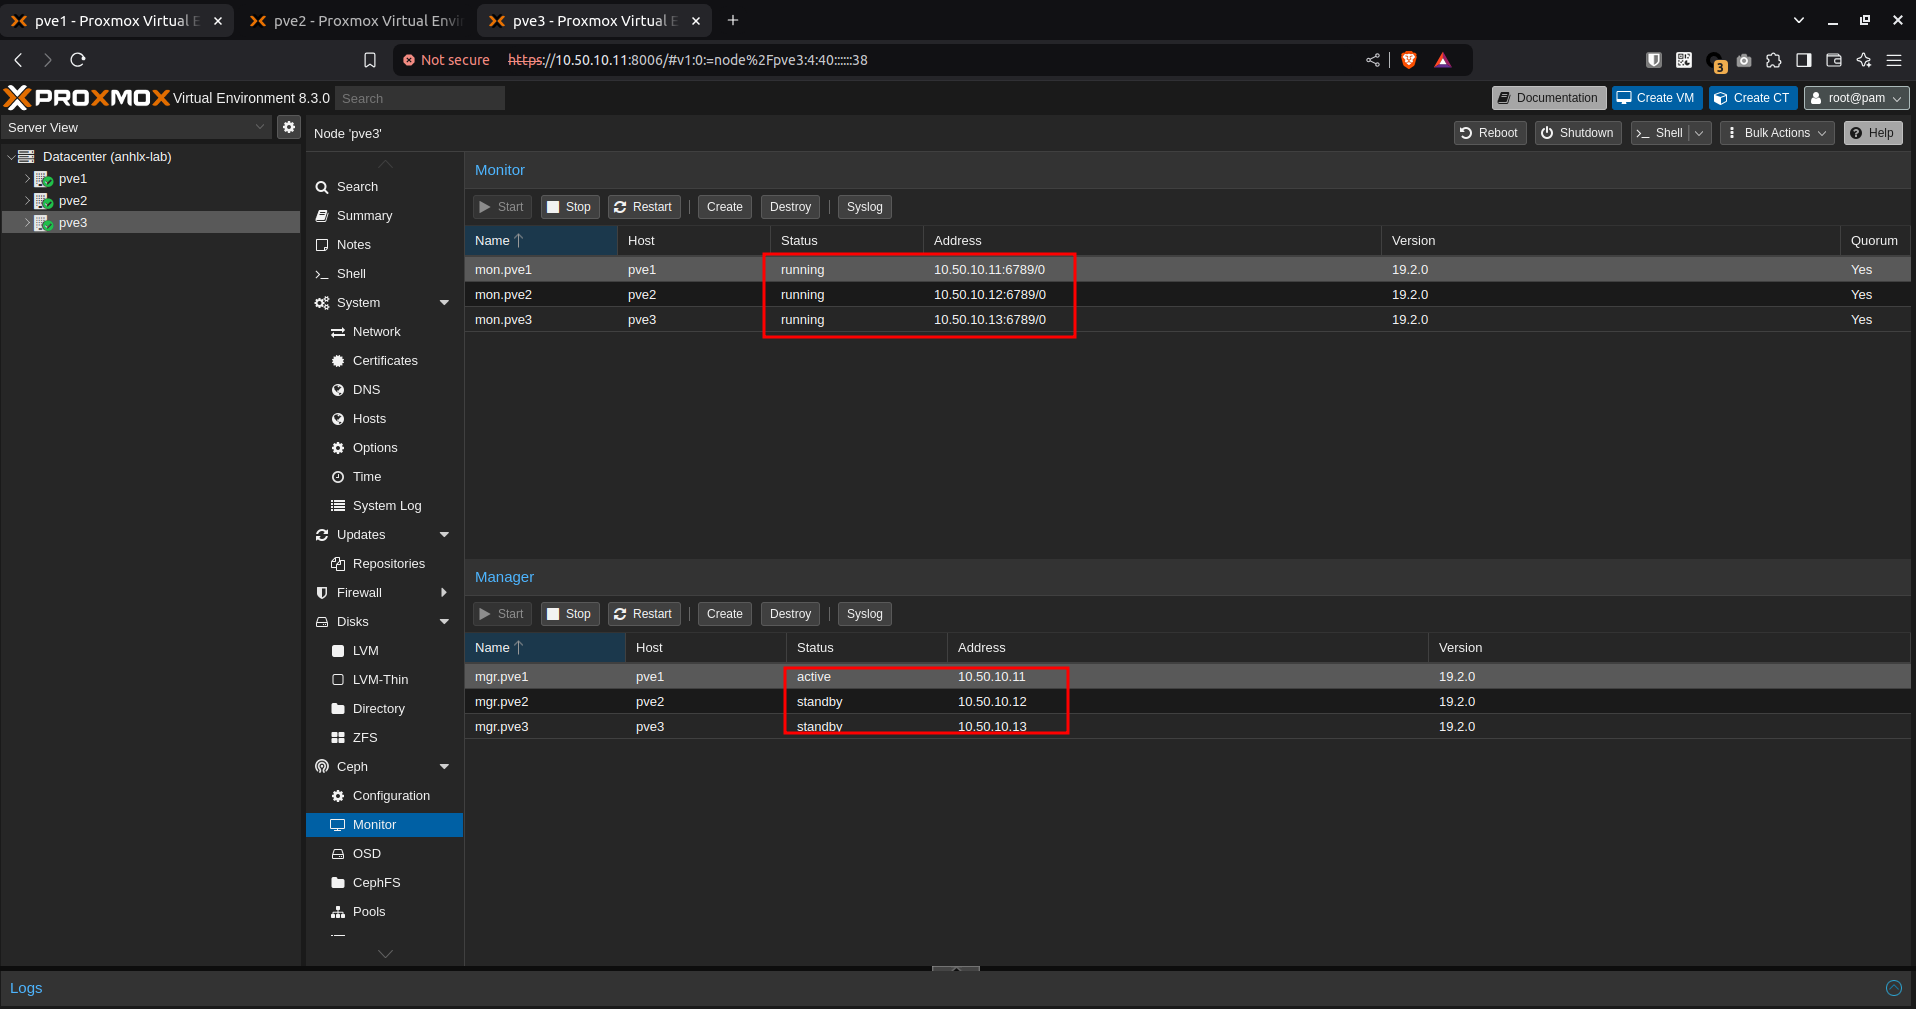 pve1 - Proxmox Virtual E
pve2 - Proxmox Virtual Envi
pve3 - Proxmox Virtual E
Not secure https://10.50.10.11:8006/#v1:0:=node%2Fpve3:4:40::::::38
3
PROXMOX Virtual Environment 8.3.0 Search
Documentation Create VM Create CT root@pam
Server View
Datacenter (anhlx-lab)
pve1
pve2
pve3
Node 'pve3'
Reboot Shutdown Shell Bulk Actions Help
Search
Summary
Notes
Shell
System
Network
Certificates
DNS
Hosts
Options
Time
System Log
Updates
Repositories
Firewall
Disks
LVM
LVM-Thin
Directory
ZFS
Ceph
Configuration
Monitor
OSD
CephFS
Pools
Monitor
Start Stop Restart Create Destroy Syslog
Name Host Status Address Version Quorum
mon.pve1 pve1 running 10.50.10.11:6789/0 19.2.0 Yes
mon.pve2 pve2 running 10.50.10.12:6789/0 19.2.0 Yes
mon.pve3 pve3 running 10.50.10.13:6789/0 19.2.0 Yes
Manager
Start Stop Restart Create Destroy Syslog
Name Host Status Address Version
mgr.pve1 pve1 active 10.50.10.11 19.2.0
mgr.pve2 pve2 standby 10.50.10.12 19.2.0
mgr.pve3 pve3 standby 10.50.10.13 19.2.0
Logs